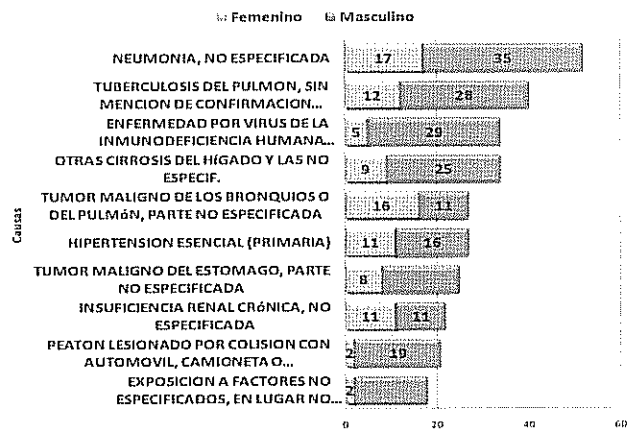 Femenino Masculino
NEUMONIA, NO ESPECIFICADA 17 35
TUBERCULOSIS DEL PULMON, SIN
MENCION DE CONFIRMACION... 12 28
ENFERMEDAD POR VIRUS DE LA
INMUNODEFICIENCIA HUMANA... 5 29
OTRAS CIRROSIS DEL HÍGADO Y LAS NO
ESPECIF. 9 25
TUMOR MALIGNO DE LOS BRONQUIOS O
DEL PULMóN, PARTE NO ESPECIFICADA 16 11
HIPERTENSION ESENCIAL (PRIMARIA) 11 16
TUMOR MALIGNO DEL ESTOMAGO, PARTE
NO ESPECIFICADA 8
INSUFICIENCIA RENAL CRóNICA, NO
ESPECIFICADA 11 11
PEATON LESIONADO POR COLISION CON
AUTOMOVIL, CAMIONETA O... 2 19
EXPOSICION A FACTORES NO
ESPECIFICADOS, EN LUGAR NO... 2
0 20 40 60
Causas